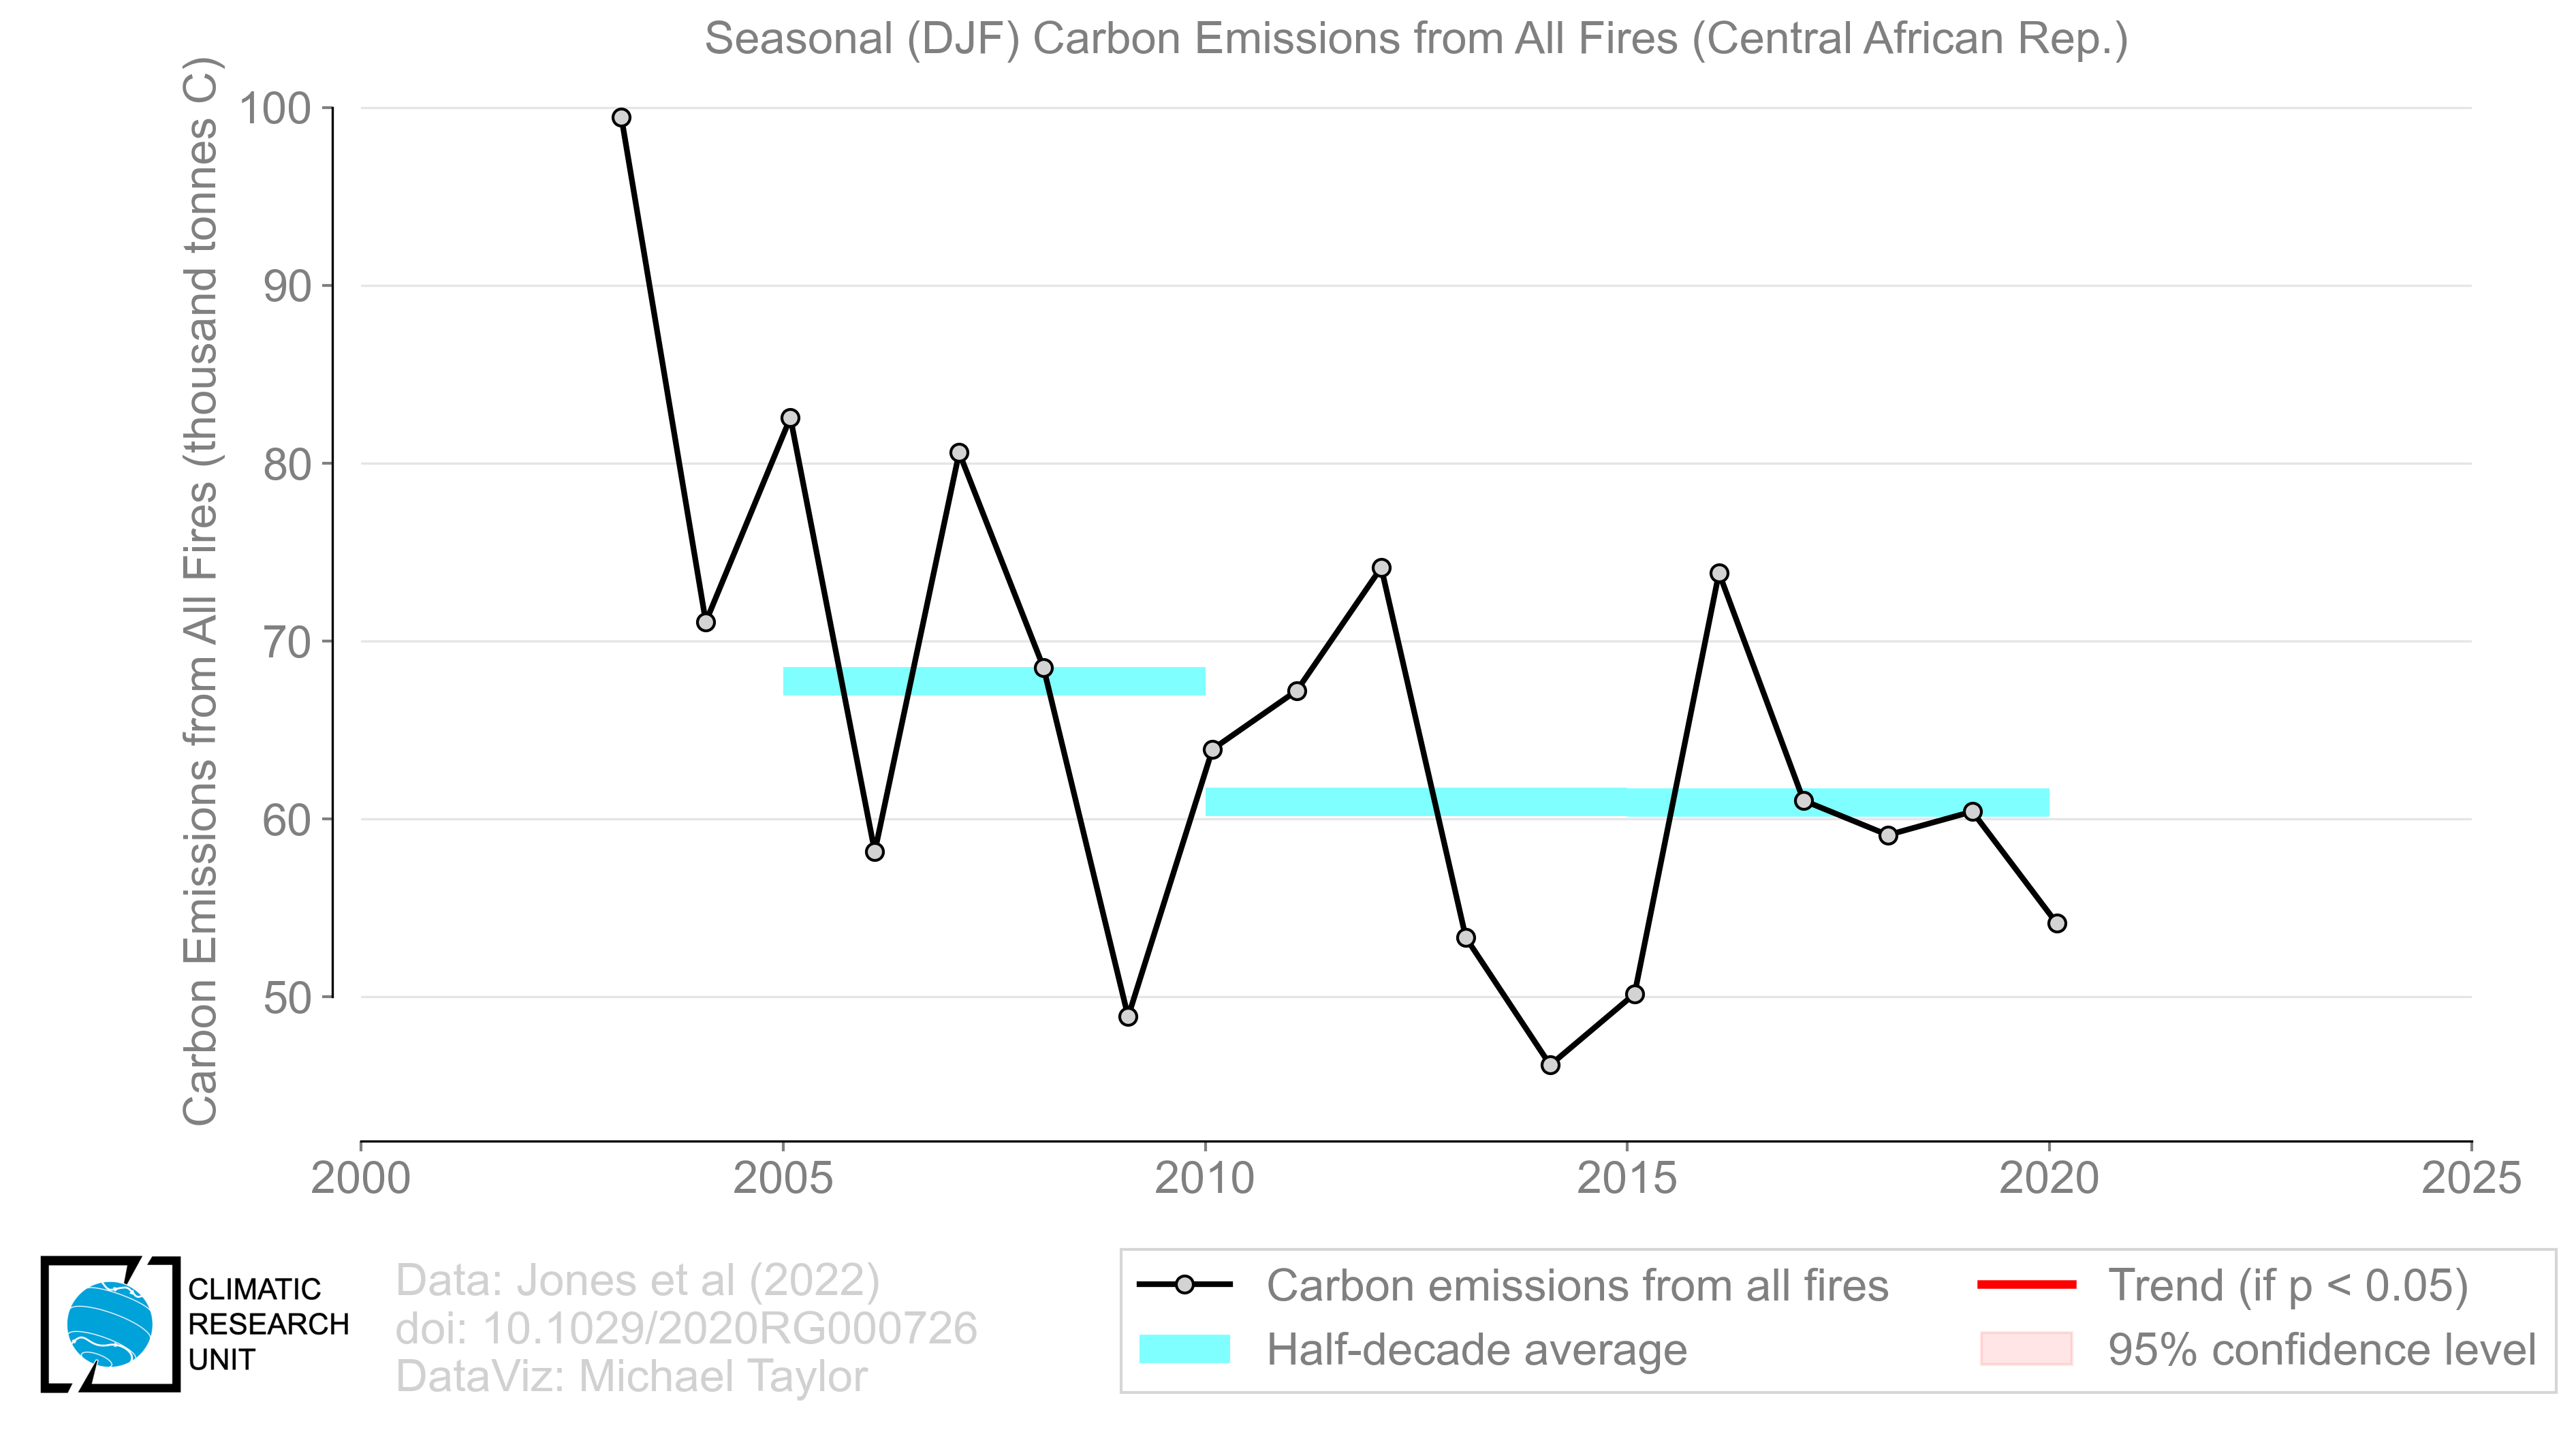 Seasonal (DJF) Carbon Emissions from All Fires (Central African Rep.)
Carbon Emissions from All Fires (thousand tonnes C)
100
90
80
70
60
50
2000
2005
2010
2015
2020
2025
CLIMATIC
RESEARCH
UNIT
Data: Jones et al (2022)
doi: 10.1029/2020RG000726
DataViz: Michael Taylor
Carbon emissions from all fires
Half-decade average
Trend (if p < 0.05)
95% confidence level